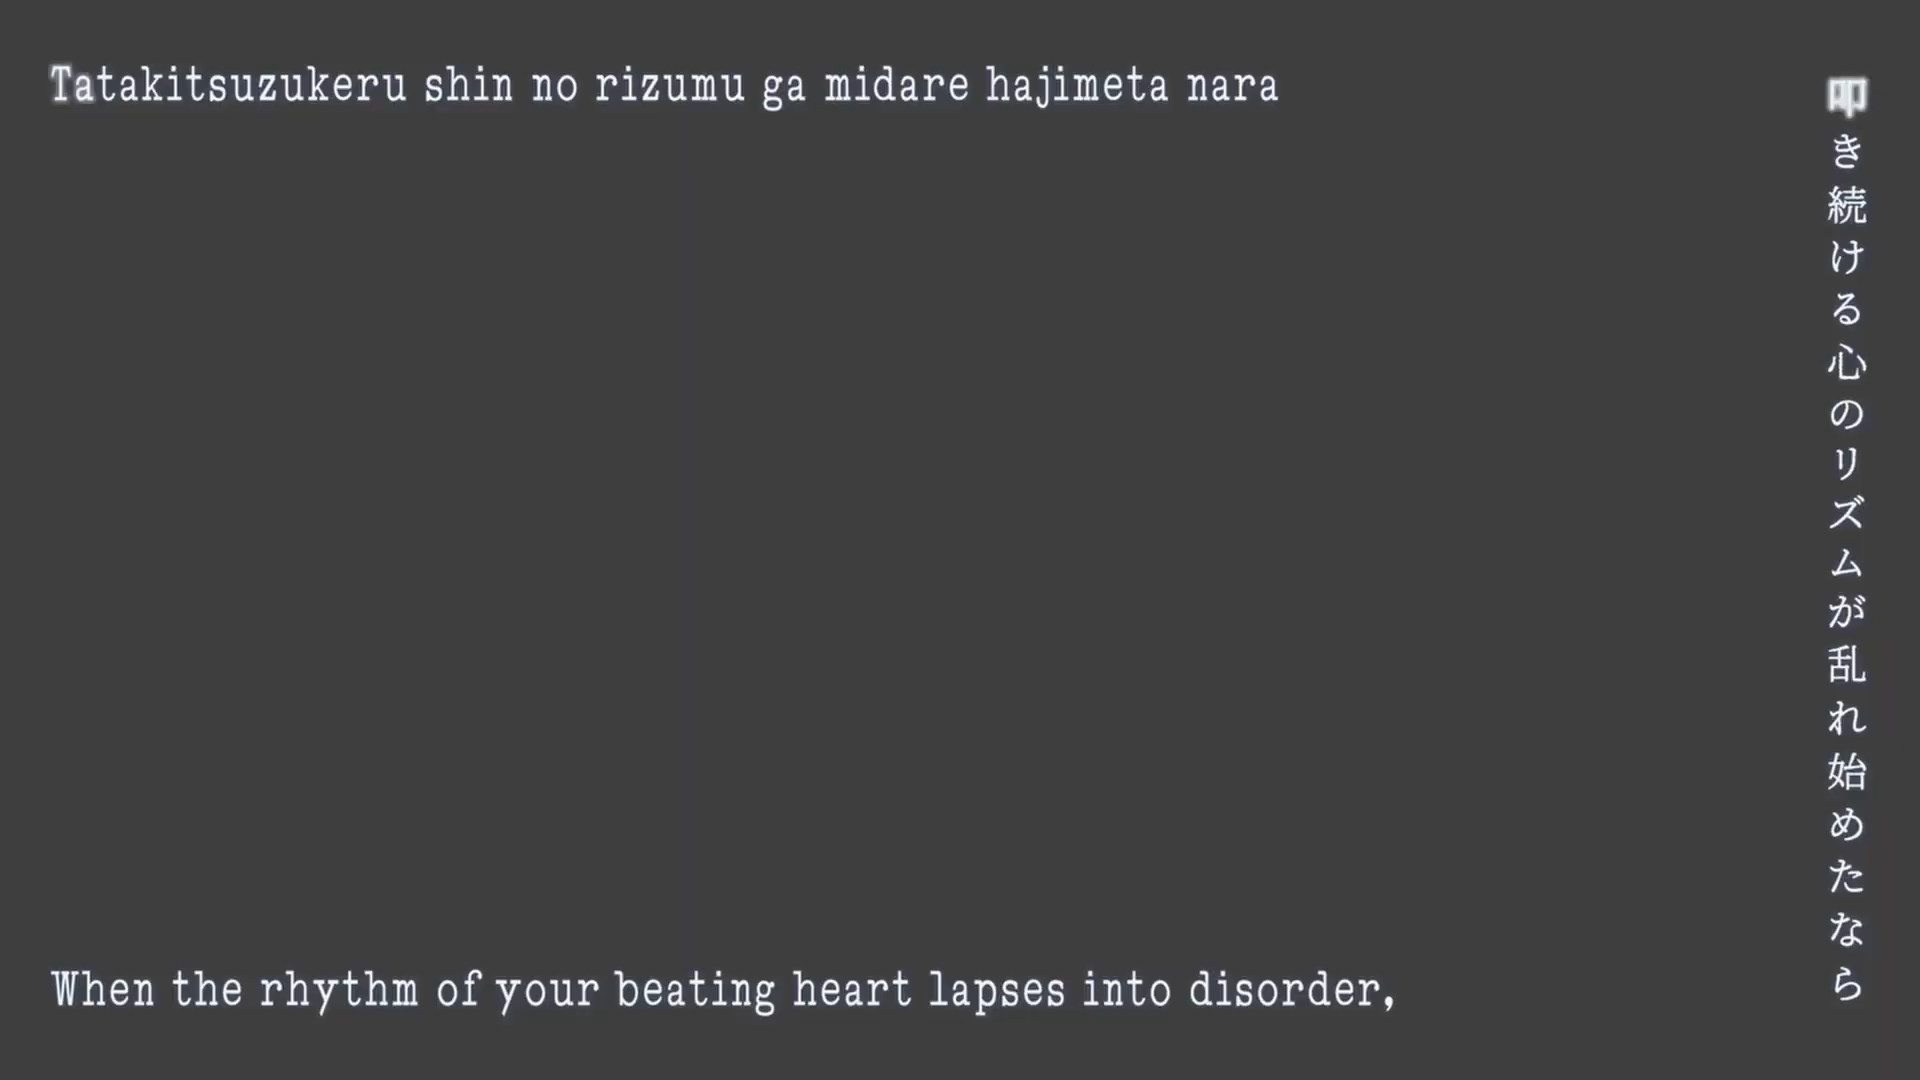 Tatakitsuzukeru shin no rizumu ga midare hajimeta nara
叩き続ける心のリズムが乱れ始めたなら
When the rhythm of your beating heart lapses into disorder,